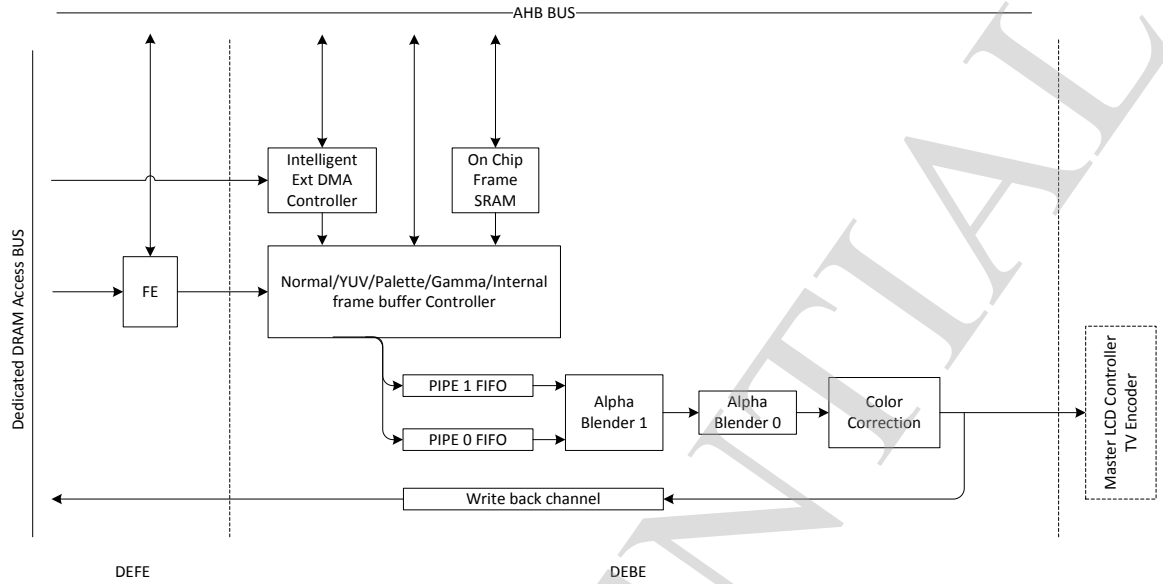 AHB BUS
Dedicated DRAM Access BUS
Intelligent
Ext DMA
Controller
On Chip
Frame
SRAM
FE
Normal/YUV/Palette/Gamma/Internal
frame buffer Controller
PIPE 1 FIFO
PIPE 0 FIFO
Alpha
Blender 1
Alpha
Blender 0
Color
Correction
Master LCD Controller
TV Encoder
Write back channel
DEFE
DEBE
NTIAL